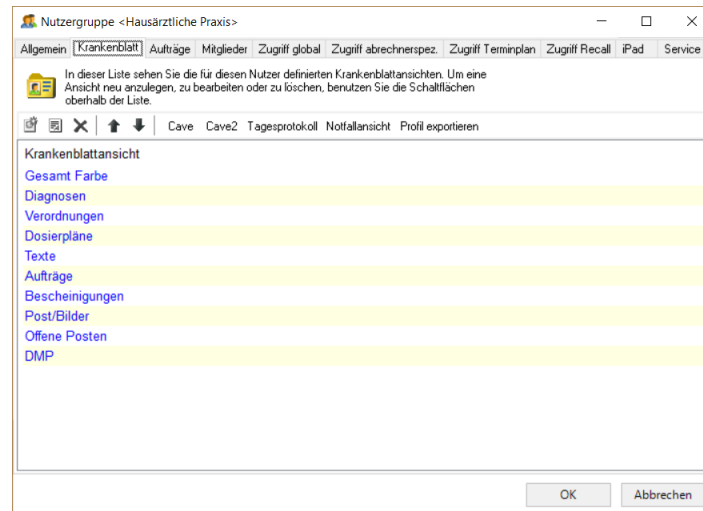 Nutzergruppe <Hausärztliche Praxis>
Allgemein Krankenblatt Aufträge Mitglieder Zugriff global Zugriff abrechnerspez. Zugriff Terminplan Zugriff Recall iPad Service
In dieser Liste sehen Sie die für diesen Nutzer definierten Krankenblattansichten. Um eine
Ansicht neu anzulegen, zu bearbeiten oder zu löschen, benutzen Sie die Schaltflächen
oberhalb der Liste.
Cave Cave2 Tagesprotokoll Notfallansicht Profil exportieren
Krankenblattansicht
Gesamt Farbe
Diagnosen
Verordnungen
Dosierpläne
Texte
Aufträge
Bescheinigungen
Post/Bilder
Offene Posten
DMP
OK Abbrechen